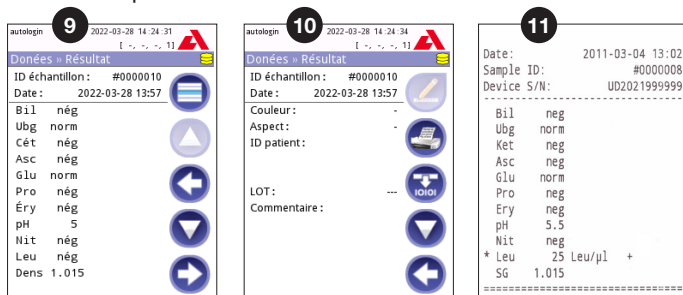 9
autologin 2022-03-28 14:24:31
[ -, -, -, 1]
Donées » Résultat
ID échantillon: #0000010
Date: 2022-03-28 13:57
Bil nég
Ubg norm
Cét nég
Asc nég
Glu norm
Pro nég
Éry nég
pH 5
Nit nég
Leu nég
Dens 1.015
10
autologin 2022-03-28 14:24:34
[ -, -, -, 1]
Donées » Résultat
ID échantillon: #0000010
Date: 2022-03-28 13:57
Couleur: -
Aspect: -
ID patient:
LOT: ---
Commentaire:
IOIOI
11
Date: 2011-03-04 13:02
Sample ID: #0000008
Device S/N: UD2021999999
Bil neg
Ubg norm
Ket neg
Asc neg
Glu norm
Pro neg
Ery neg
pH 5.5
Nit neg
* Leu 25 Leu/µl +
SG 1.015